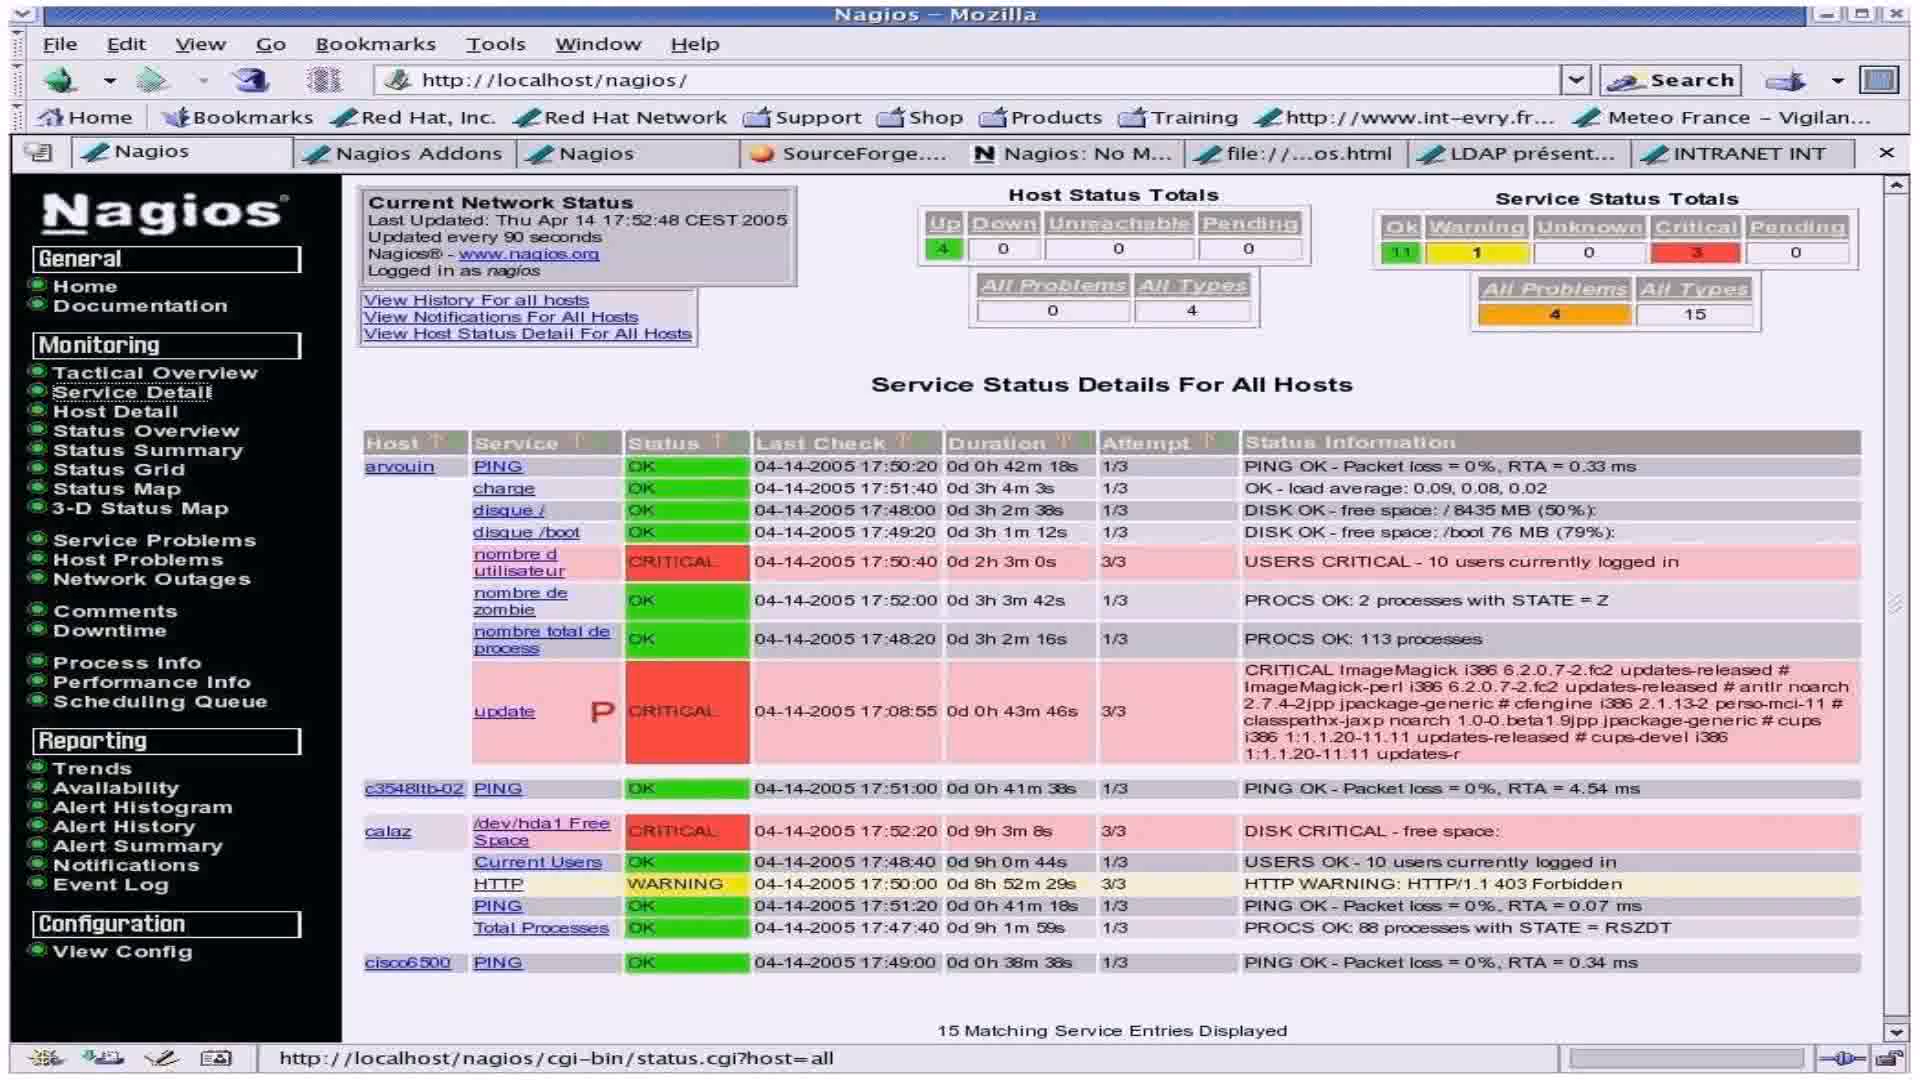 Nagios – Mozilla
File Edit View Go Bookmarks Tools Window Help
http://localhost/nagios/ Search
Home Bookmarks Red Hat, Inc. Red Hat Network Support Shop Products Training http://www.int-evry.fr... Meteo France – Vigilan...
Nagios Nagios Addons Nagios SourceForge.... N Nagios: No M... file://...os.html LDAP présent... INTRANET INT
Nagios®
General
Home
Documentation
Monitoring
Tactical Overview
Service Detail
Host Detail
Status Overview
Status Summary
Status Grid
Status Map
3-D Status Map
Service Problems
Host Problems
Network Outages
Comments
Downtime
Process Info
Performance Info
Scheduling Queue
Reporting
Trends
Availability
Alert Histogram
Alert History
Alert Summary
Notifications
Event Log
Configuration
View Config
Current Network Status
Last Updated: Thu Apr 14 17:52:48 CEST 2005
Updated every 90 seconds
Nagios® - www.nagios.org
Logged in as nagios
View History For all hosts
View Notifications For All Hosts
View Host Status Detail For All Hosts
Host Status Totals
Up Down Unreachable Pending
4 0 0 0
All Problems All Types
0 4
Service Status Totals
Ok Warning Unknown Critical Pending
11 1 0 3 0
All Problems All Types
4 15
Service Status Details For All Hosts
Host Service Status Last Check Duration Attempt Status Information
arvouin PING OK 04-14-2005 17:50:20 0d 0h 42m 18s 1/3 PING OK - Packet loss = 0%, RTA = 0.33 ms
charge OK 04-14-2005 17:51:40 0d 3h 4m 3s 1/3 OK - load average: 0.09, 0.08, 0.02
disque / OK 04-14-2005 17:48:00 0d 3h 2m 38s 1/3 DISK OK - free space: / 8435 MB (50%):
disque /boot OK 04-14-2005 17:49:20 0d 3h 1m 12s 1/3 DISK OK - free space: /boot 76 MB (79%):
nombre d
utilisateur CRITICAL 04-14-2005 17:50:40 0d 2h 3m 0s 3/3 USERS CRITICAL - 10 users currently logged in
nombre de
zombie OK 04-14-2005 17:52:00 0d 3h 3m 42s 1/3 PROCS OK: 2 processes with STATE = Z
nombre total de
process OK 04-14-2005 17:48:20 0d 3h 2m 16s 1/3 PROCS OK: 113 processes
update P CRITICAL 04-14-2005 17:08:55 0d 0h 43m 46s 3/3
CRITICAL ImageMagick i386 6.2.0.7-2.fc2 updates-released #
ImageMagick-perl i386 6.2.0.7-2.fc2 updates-released # antlr noarch
2.7.4-2jpp jpackage-generic # cfengine i386 2.1.13-2 perso-mci-11 #
classpathx-jaxp noarch 1.0-0.beta1.9jpp jpackage-generic # cups
i386 1:1.1.20-11.11 updates-released # cups-devel i386
1:1.1.20-11.11 updates-r
c3548ltb-02 PING OK 04-14-2005 17:51:00 0d 0h 41m 38s 1/3 PING OK - Packet loss = 0%, RTA = 4.54 ms
calaz /dev/hda1 Free
Space CRITICAL 04-14-2005 17:52:20 0d 9h 3m 8s 3/3 DISK CRITICAL - free space:
Current Users OK 04-14-2005 17:48:40 0d 9h 0m 44s 1/3 USERS OK - 10 users currently logged in
HTTP WARNING 04-14-2005 17:50:00 0d 8h 52m 29s 3/3 HTTP WARNING: HTTP/1.1 403 Forbidden
PING OK 04-14-2005 17:51:20 0d 0h 41m 18s 1/3 PING OK - Packet loss = 0%, RTA = 0.07 ms
Total Processes OK 04-14-2005 17:47:40 0d 9h 1m 59s 1/3 PROCS OK: 88 processes with STATE = RSZDT
cisco6500 PING OK 04-14-2005 17:49:00 0d 0h 38m 38s 1/3 PING OK - Packet loss = 0%, RTA = 0.34 ms
15 Matching Service Entries Displayed
http://localhost/nagios/cgi-bin/status.cgi?host=all